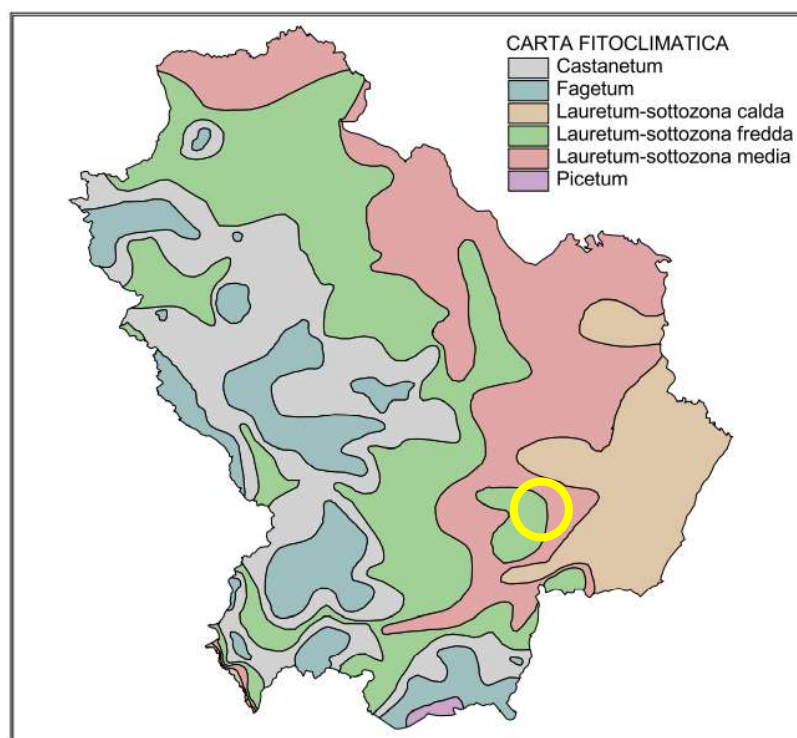 CARTA FITOCLIMATICA
Castanetum
Fagetum
Lauretum-sottozona calda
Lauretum-sottozona fredda
Lauretum-sottozona media
Picetum